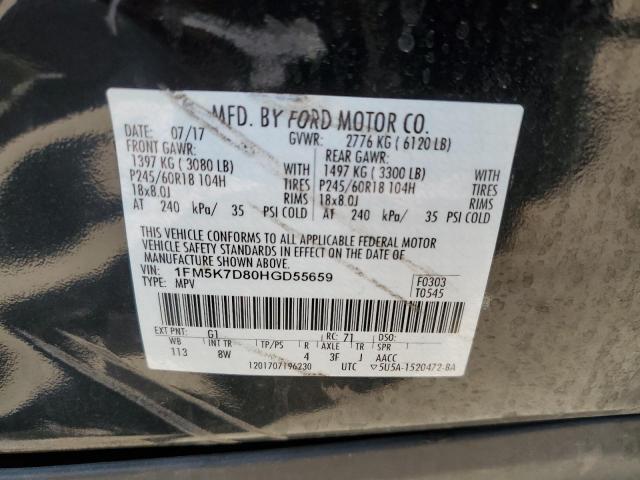 MFD. BY FORD MOTOR CO.
DATE: 07/17 GVWR: 2776 KG ( 6120 LB)
FRONT GAWR: REAR GAWR:
1397 KG ( 3080 LB) WITH 1497 KG ( 3300 LB) WITH
P245/60R18 104H TIRES P245/60R18 104H TIRES
18x8.0J RIMS 18x8.0J RIMS
AT 240 kPa/ 35 PSI COLD AT 240 kPa/ 35 PSI COLD
THIS VEHICLE CONFORMS TO ALL APPLICABLE FEDERAL MOTOR
VEHICLE SAFETY STANDARDS IN EFFECT ON THE DATE OF
MANUFACTURE SHOWN ABOVE.
VIN: 1FM5K7D80HGD55659 F0303
TYPE: MPV T0545
EXT PNT: G1 RC: 71 DSO:
WB INT TR TP/PS R AXLE TR SPR
113 8W 4 3F J AACC
1201707196230 UTC ▽5U5A-1520472-BA